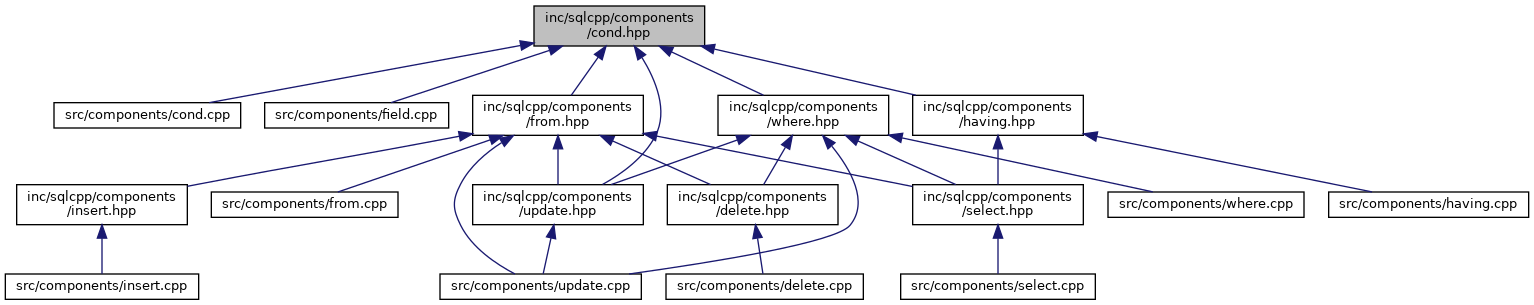 inc/sqlcpp/components
/cond.hpp
src/components/cond.cpp
src/components/field.cpp
inc/sqlcpp/components
/from.hpp
inc/sqlcpp/components
/where.hpp
inc/sqlcpp/components
/having.hpp
inc/sqlcpp/components
/insert.hpp
src/components/from.cpp
inc/sqlcpp/components
/update.hpp
inc/sqlcpp/components
/delete.hpp
inc/sqlcpp/components
/select.hpp
src/components/where.cpp
src/components/having.cpp
src/components/insert.cpp
src/components/update.cpp
src/components/delete.cpp
src/components/select.cpp